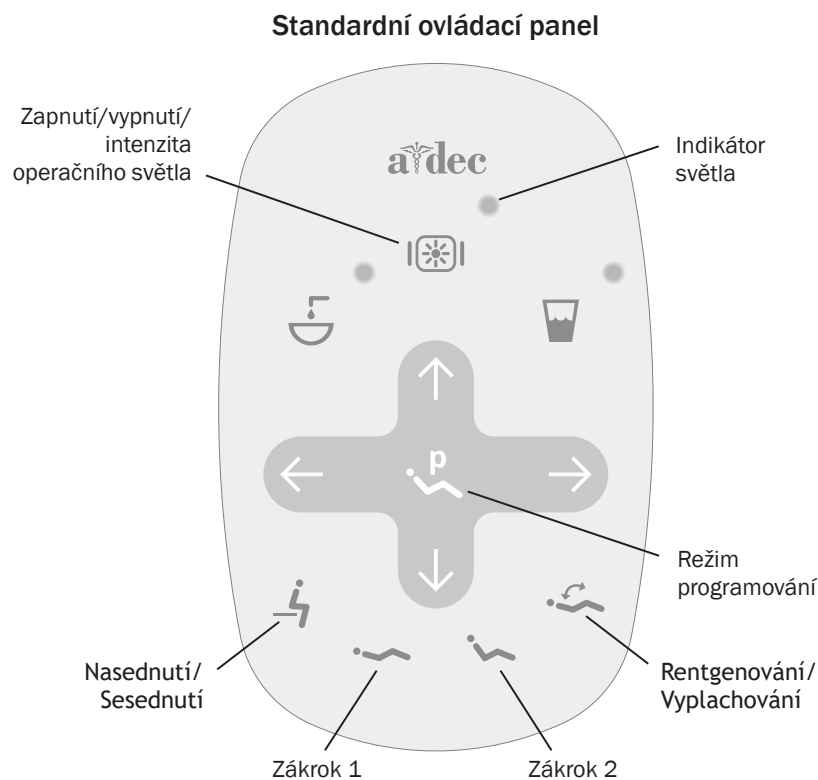 Standardní ovládací panel
Zapnutí/vypnutí/
intenzita
operačního světla
a dec
Indikátor
světla
p
Režim
programování
Nasednutí/
Sesednutí
Rentgenování/
Vyplachování
Zákrok 1
Zákrok 2